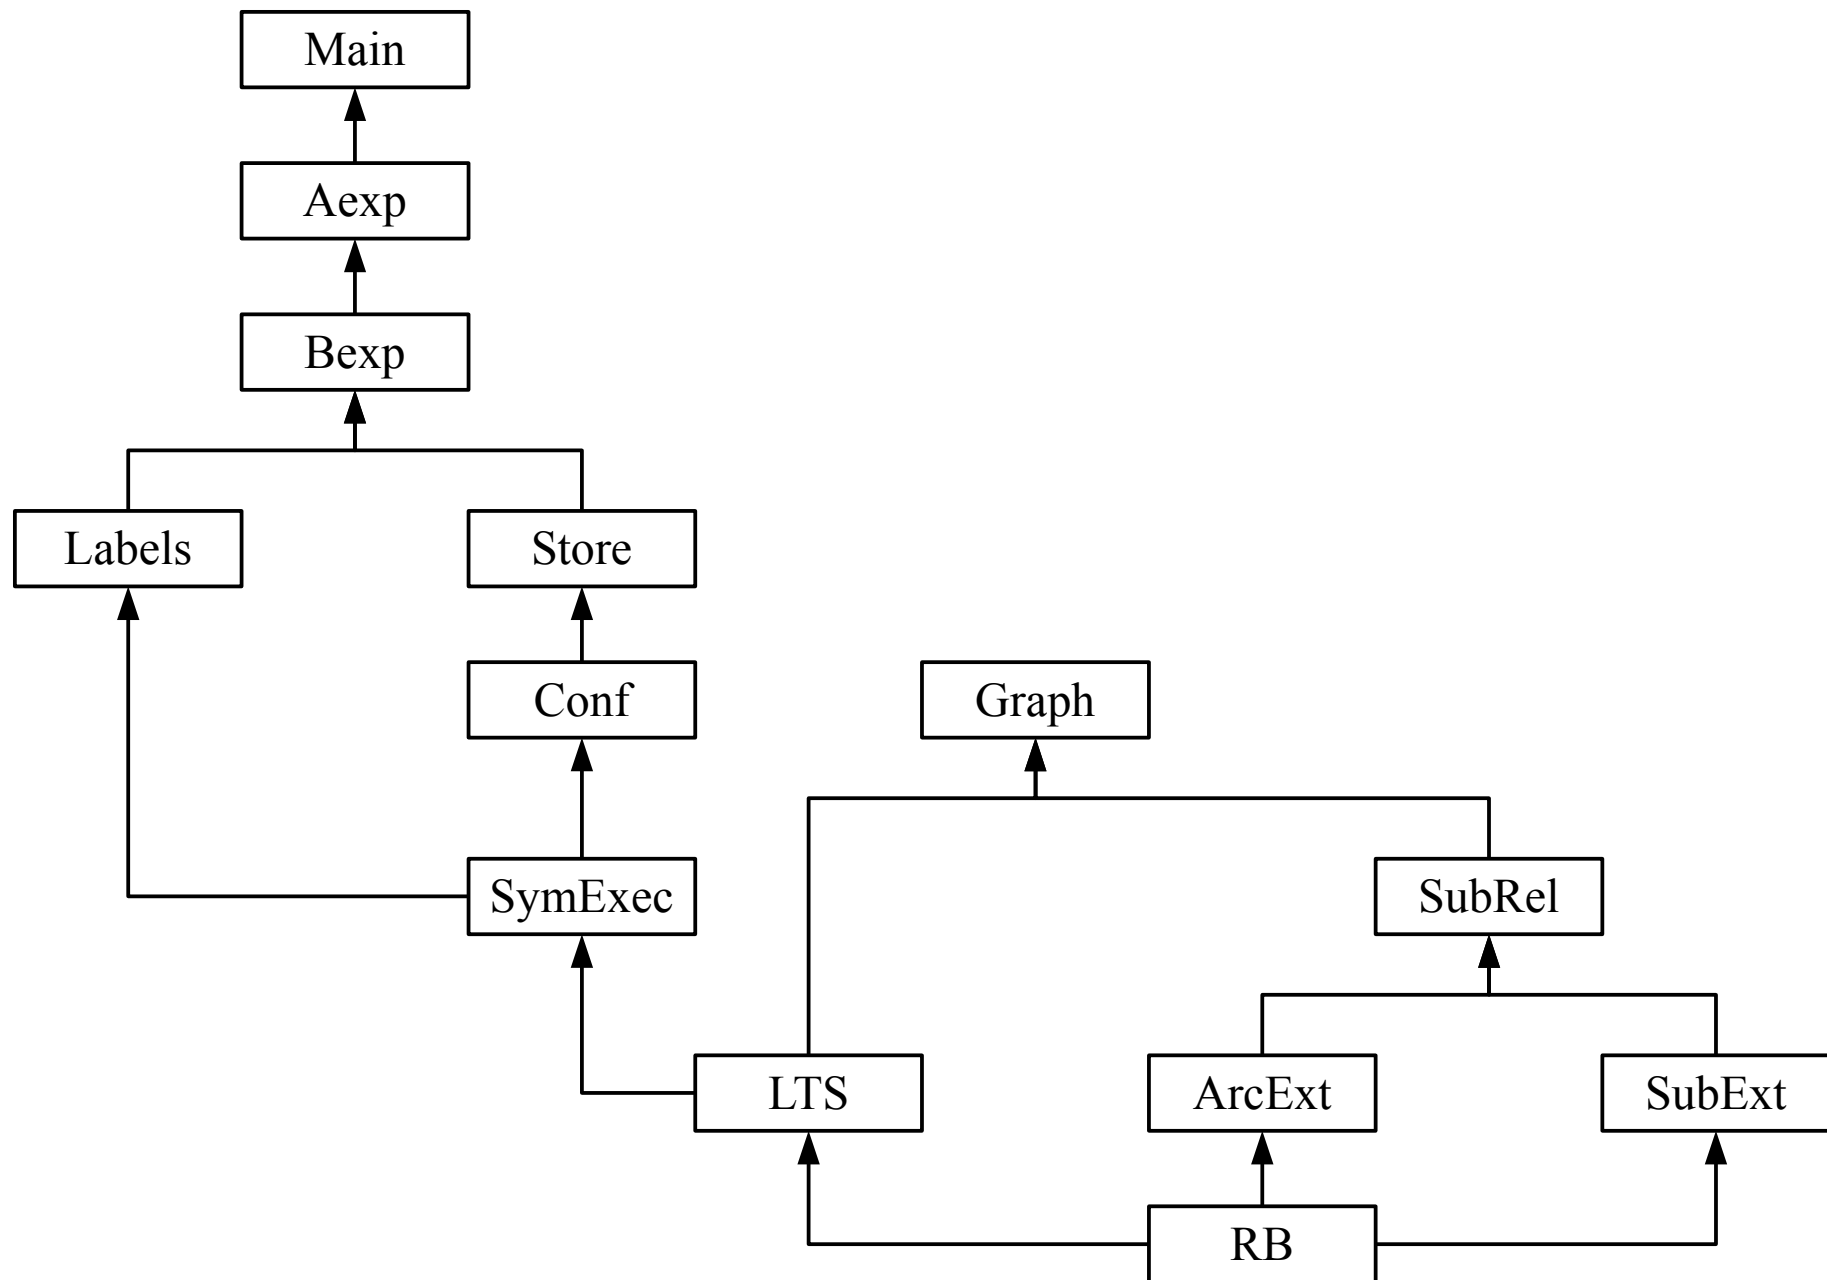 Main
Aexp
Bexp
Labels
Store
Conf
Graph
SymExec
SubRel
LTS
ArcExt
SubExt
RB